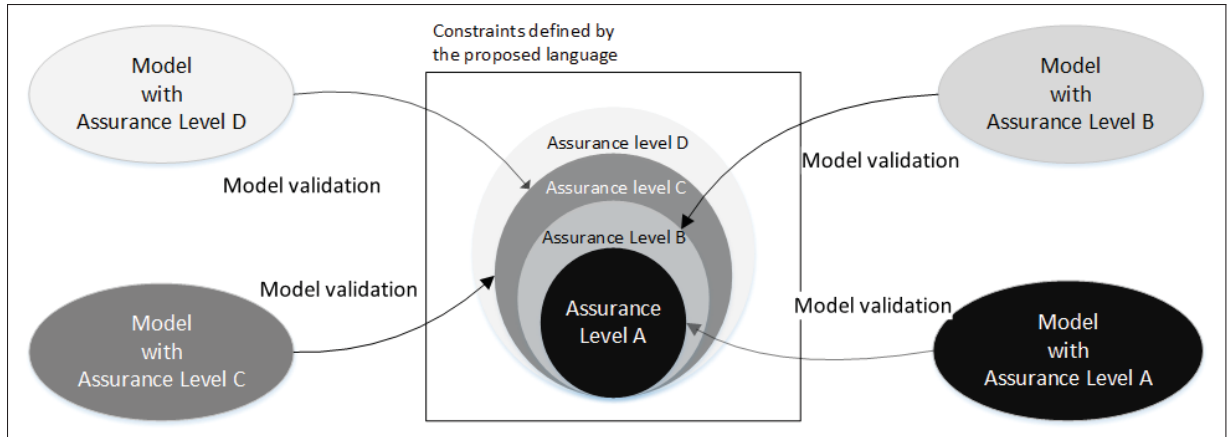 Model
with
Assurance Level D
Constraints defined by
the proposed language
Model
with
Assurance Level B
Model validation
Model validation
Assurance level D
Assurance level C
Assurance Level B
Assurance
Level A
Model validation
Model validation
Model
with
Assurance Level C
Model
with
Assurance Level A